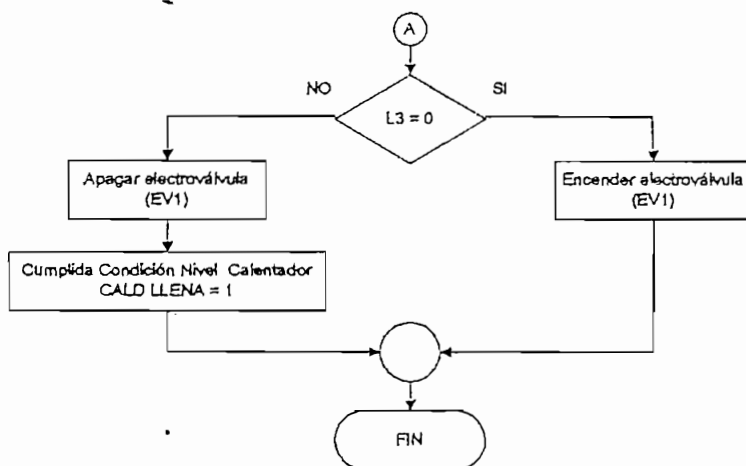 A
NO
SI
L3 = 0
Apagar electroválvula
(EV1)
Encender electroválvula
(EV1)
Cumplida Condición Nivel Calentador
CALD LLENA = 1
FIN